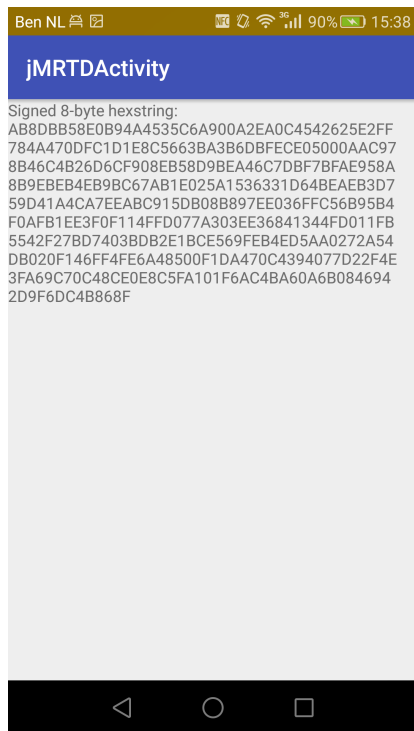 Ben NL 3G 90% 15:38
jMRTDActivity
Signed 8-byte hexstring:
AB8DBB58E0B94A4535C6A900A2EA0C4542625E2FF
784A470DFC1D1E8C5663BA3B6DBFECE05000AAC97
8B46C4B26D6CF908EB58D9BEA46C7DBF7BFAE958A
8B9EBEB4EB9BC67AB1E025A1536331D64BEAEB3D7
59D41A4CA7EEABC915DB08B897EE036FFC56B95B4
F0AFB1EE3F0F114FFD077A303EE36841344FD011FB
5542F27BD7403BDB2E1BCE569FEB4ED5AA0272A54
DB020F146FF4FE6A48500F1DA470C4394077D22F4E
3FA69C70C48CE0E8C5FA101F6AC4BA60A6B084694
2D9F6DC4B868F